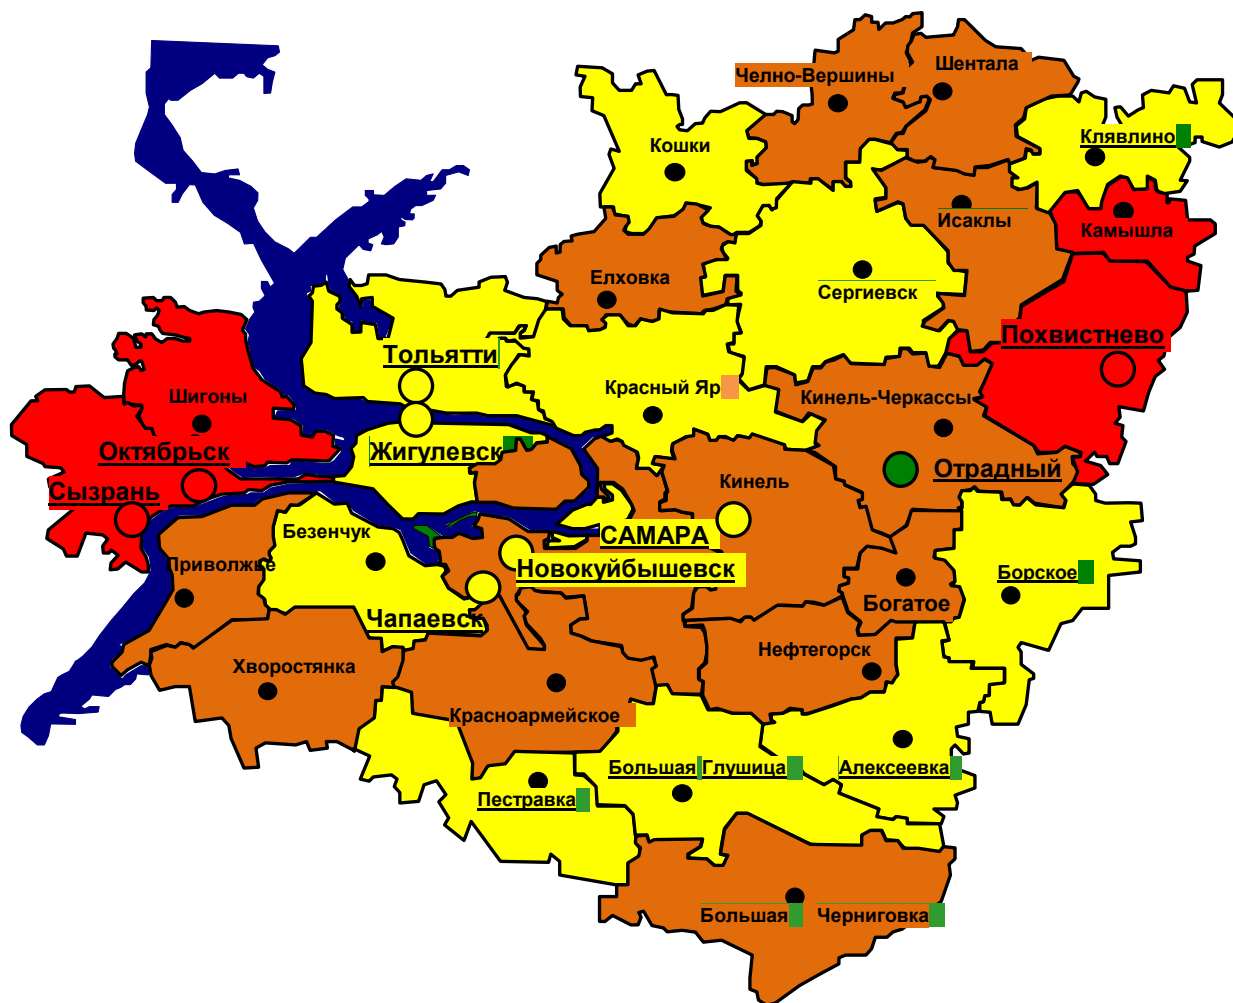 Шентала
Челно-Вершины
Клявлино
Кошки
Исаклы
Камышла
Елховка
Сергиевск
Похвистнево
Тольятти
Красный Яр
Шигоны
Кинель-Черкассы
Октябрьск
Жигулевск
Отрадный
Сызрань
Кинель
Безенчук
САМАРА
Приволжье
Новокуйбышевск
Борское
Чапаевск
Богатое
Хворостянка
Нефтегорск
Красноармейское
Большая Глушица
Алексеевка
Пестравка
Большая Черниговка